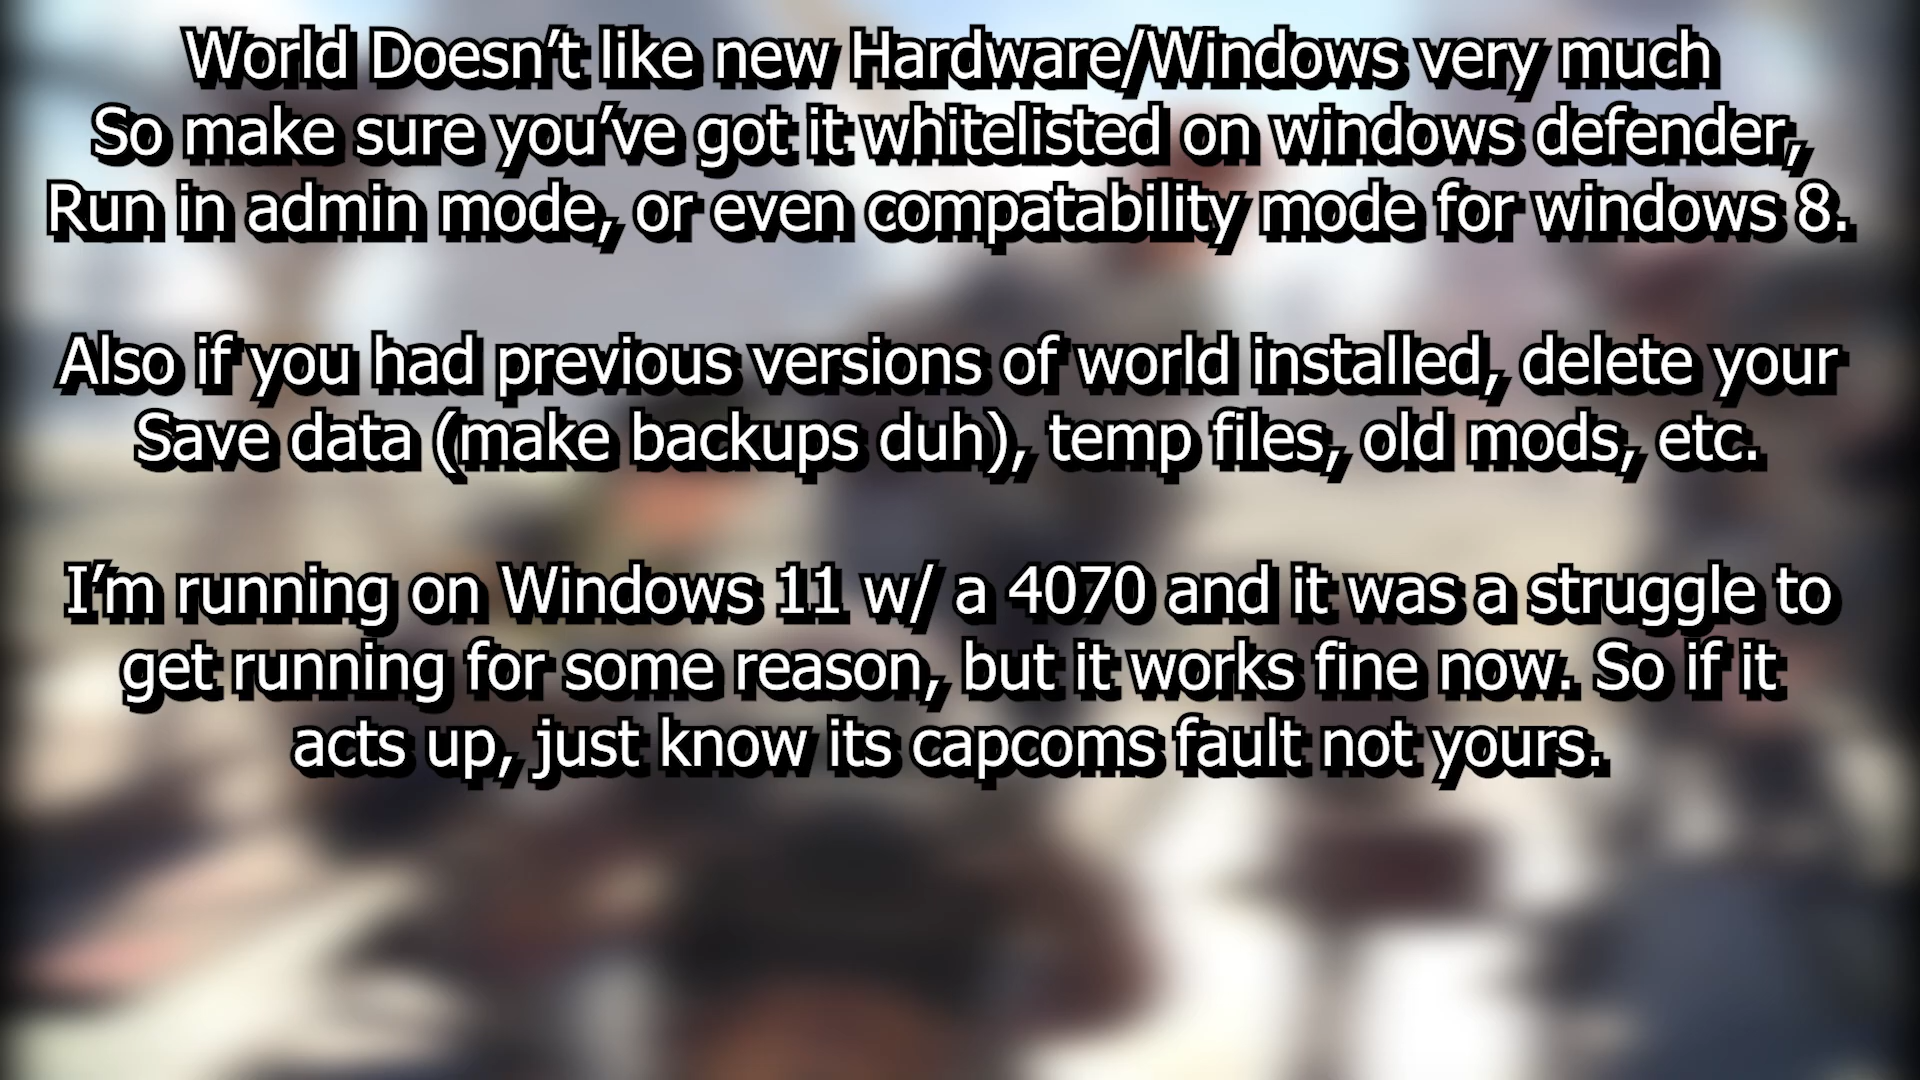 World Doesn’t like new Hardware/Windows very much
So make sure you’ve got it whitelisted on windows defender,
Run in admin mode, or even compatability mode for windows 8.
Also if you had previous versions of world installed, delete your
Save data (make backups duh), temp files, old mods, etc.
I’m running on Windows 11 w/ a 4070 and it was a struggle to
get running for some reason, but it works fine now. So if it
acts up, just know its capcoms fault not yours.